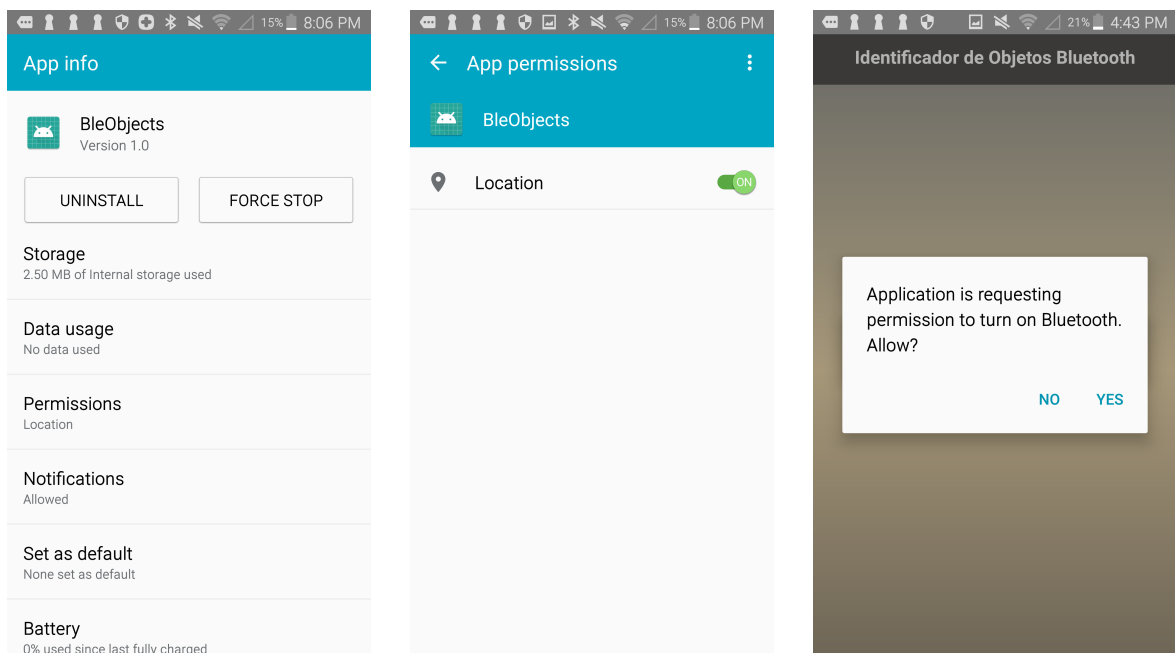 15% 8:06 PM
App info
BleObjects
Version 1.0
UNINSTALL
FORCE STOP
Storage
2.50 MB of Internal storage used
Data usage
No data used
Permissions
Location
Notifications
Allowed
Set as default
None set as default
Battery
0% used since last fully charged
15% 8:06 PM
App permissions
BleObjects
Location
ON
21% 4:43 PM
Identificador de Objetos Bluetooth
Application is requesting
permission to turn on Bluetooth.
Allow?
NO
YES